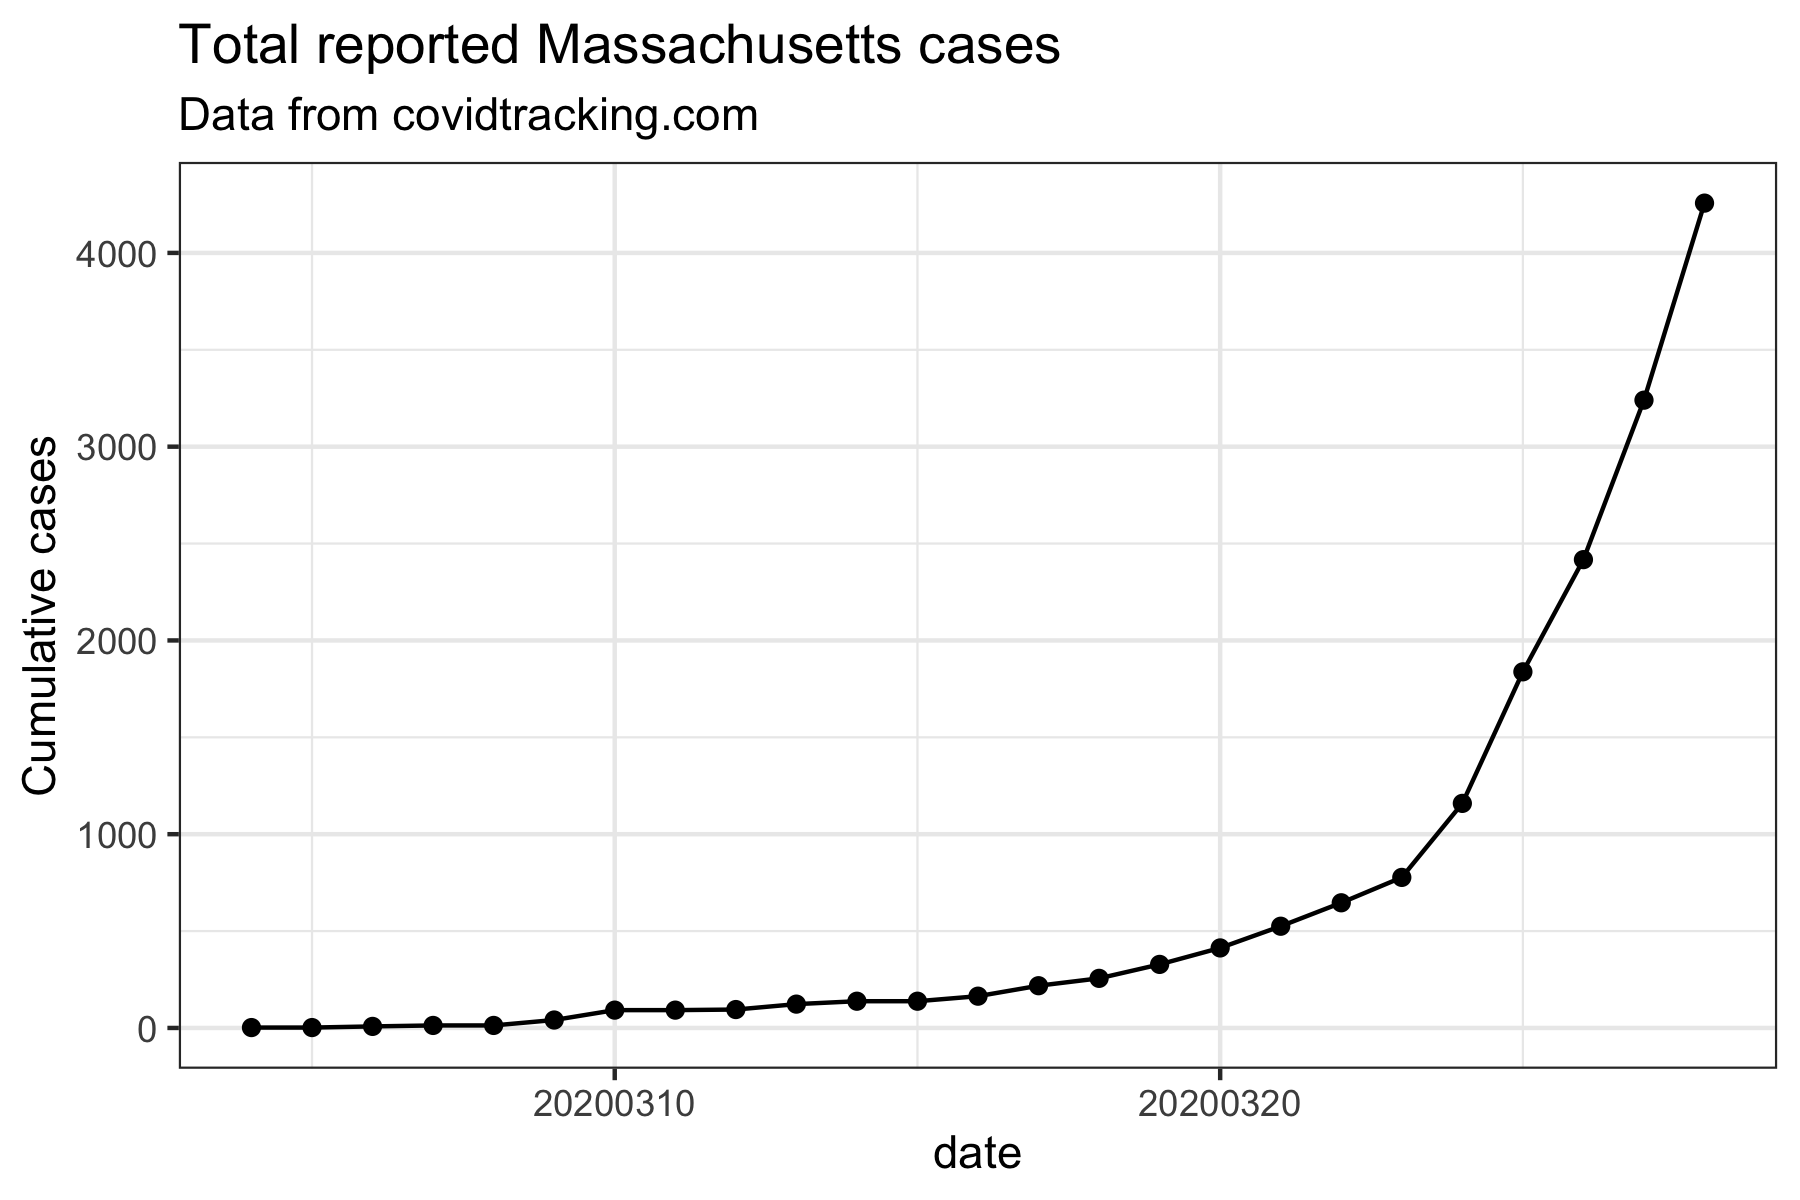 Total reported Massachusetts cases
Data from covidtracking.com
Cumulative cases
4000
3000
2000
1000
0
20200310
20200320
date